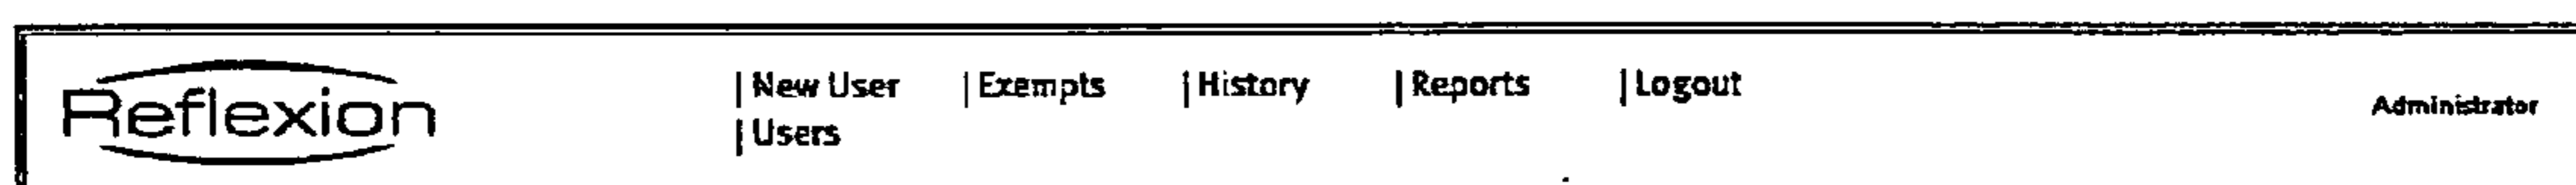 Reflexion
| New User | Exempts | History | Reports | Logout
| Users
Administrator